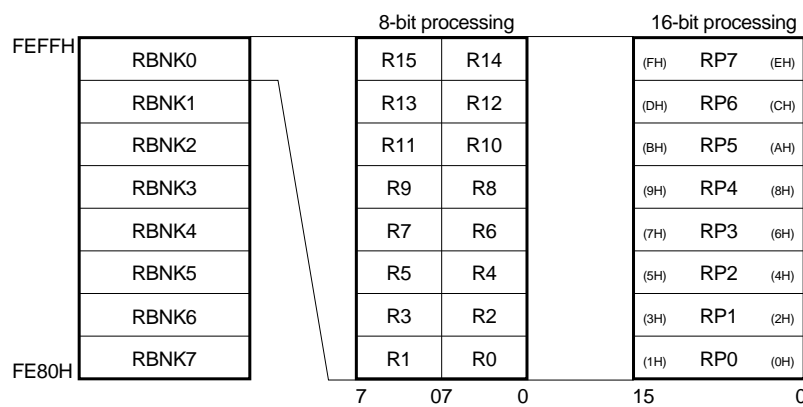 8-bit processing 16-bit processing
FEFFH RBNK0 R15 R14 (FH) RP7 (EH)
RBNK1 R13 R12 (DH) RP6 (CH)
RBNK2 R11 R10 (BH) RP5 (AH)
RBNK3 R9 R8 (9H) RP4 (8H)
RBNK4 R7 R6 (7H) RP3 (6H)
RBNK5 R5 R4 (5H) RP2 (4H)
RBNK6 R3 R2 (3H) RP1 (2H)
FE80H RBNK7 R1 R0 (1H) RP0 (0H)
7 07 0 15 0